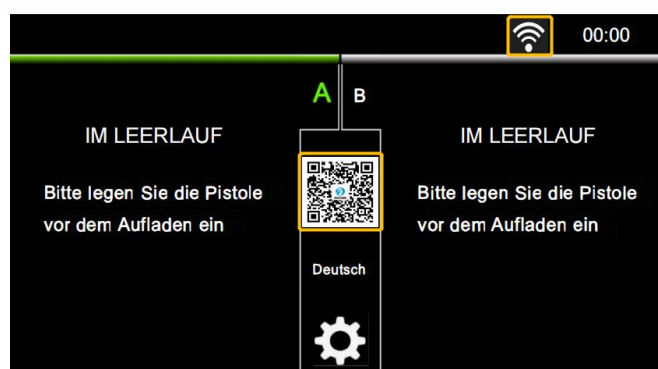 00:00
A
B
IM LEERLAUF
Bitte legen Sie die Pistole
vor dem Aufladen ein
Deutsch
IM LEERLAUF
Bitte legen Sie die Pistole
vor dem Aufladen ein